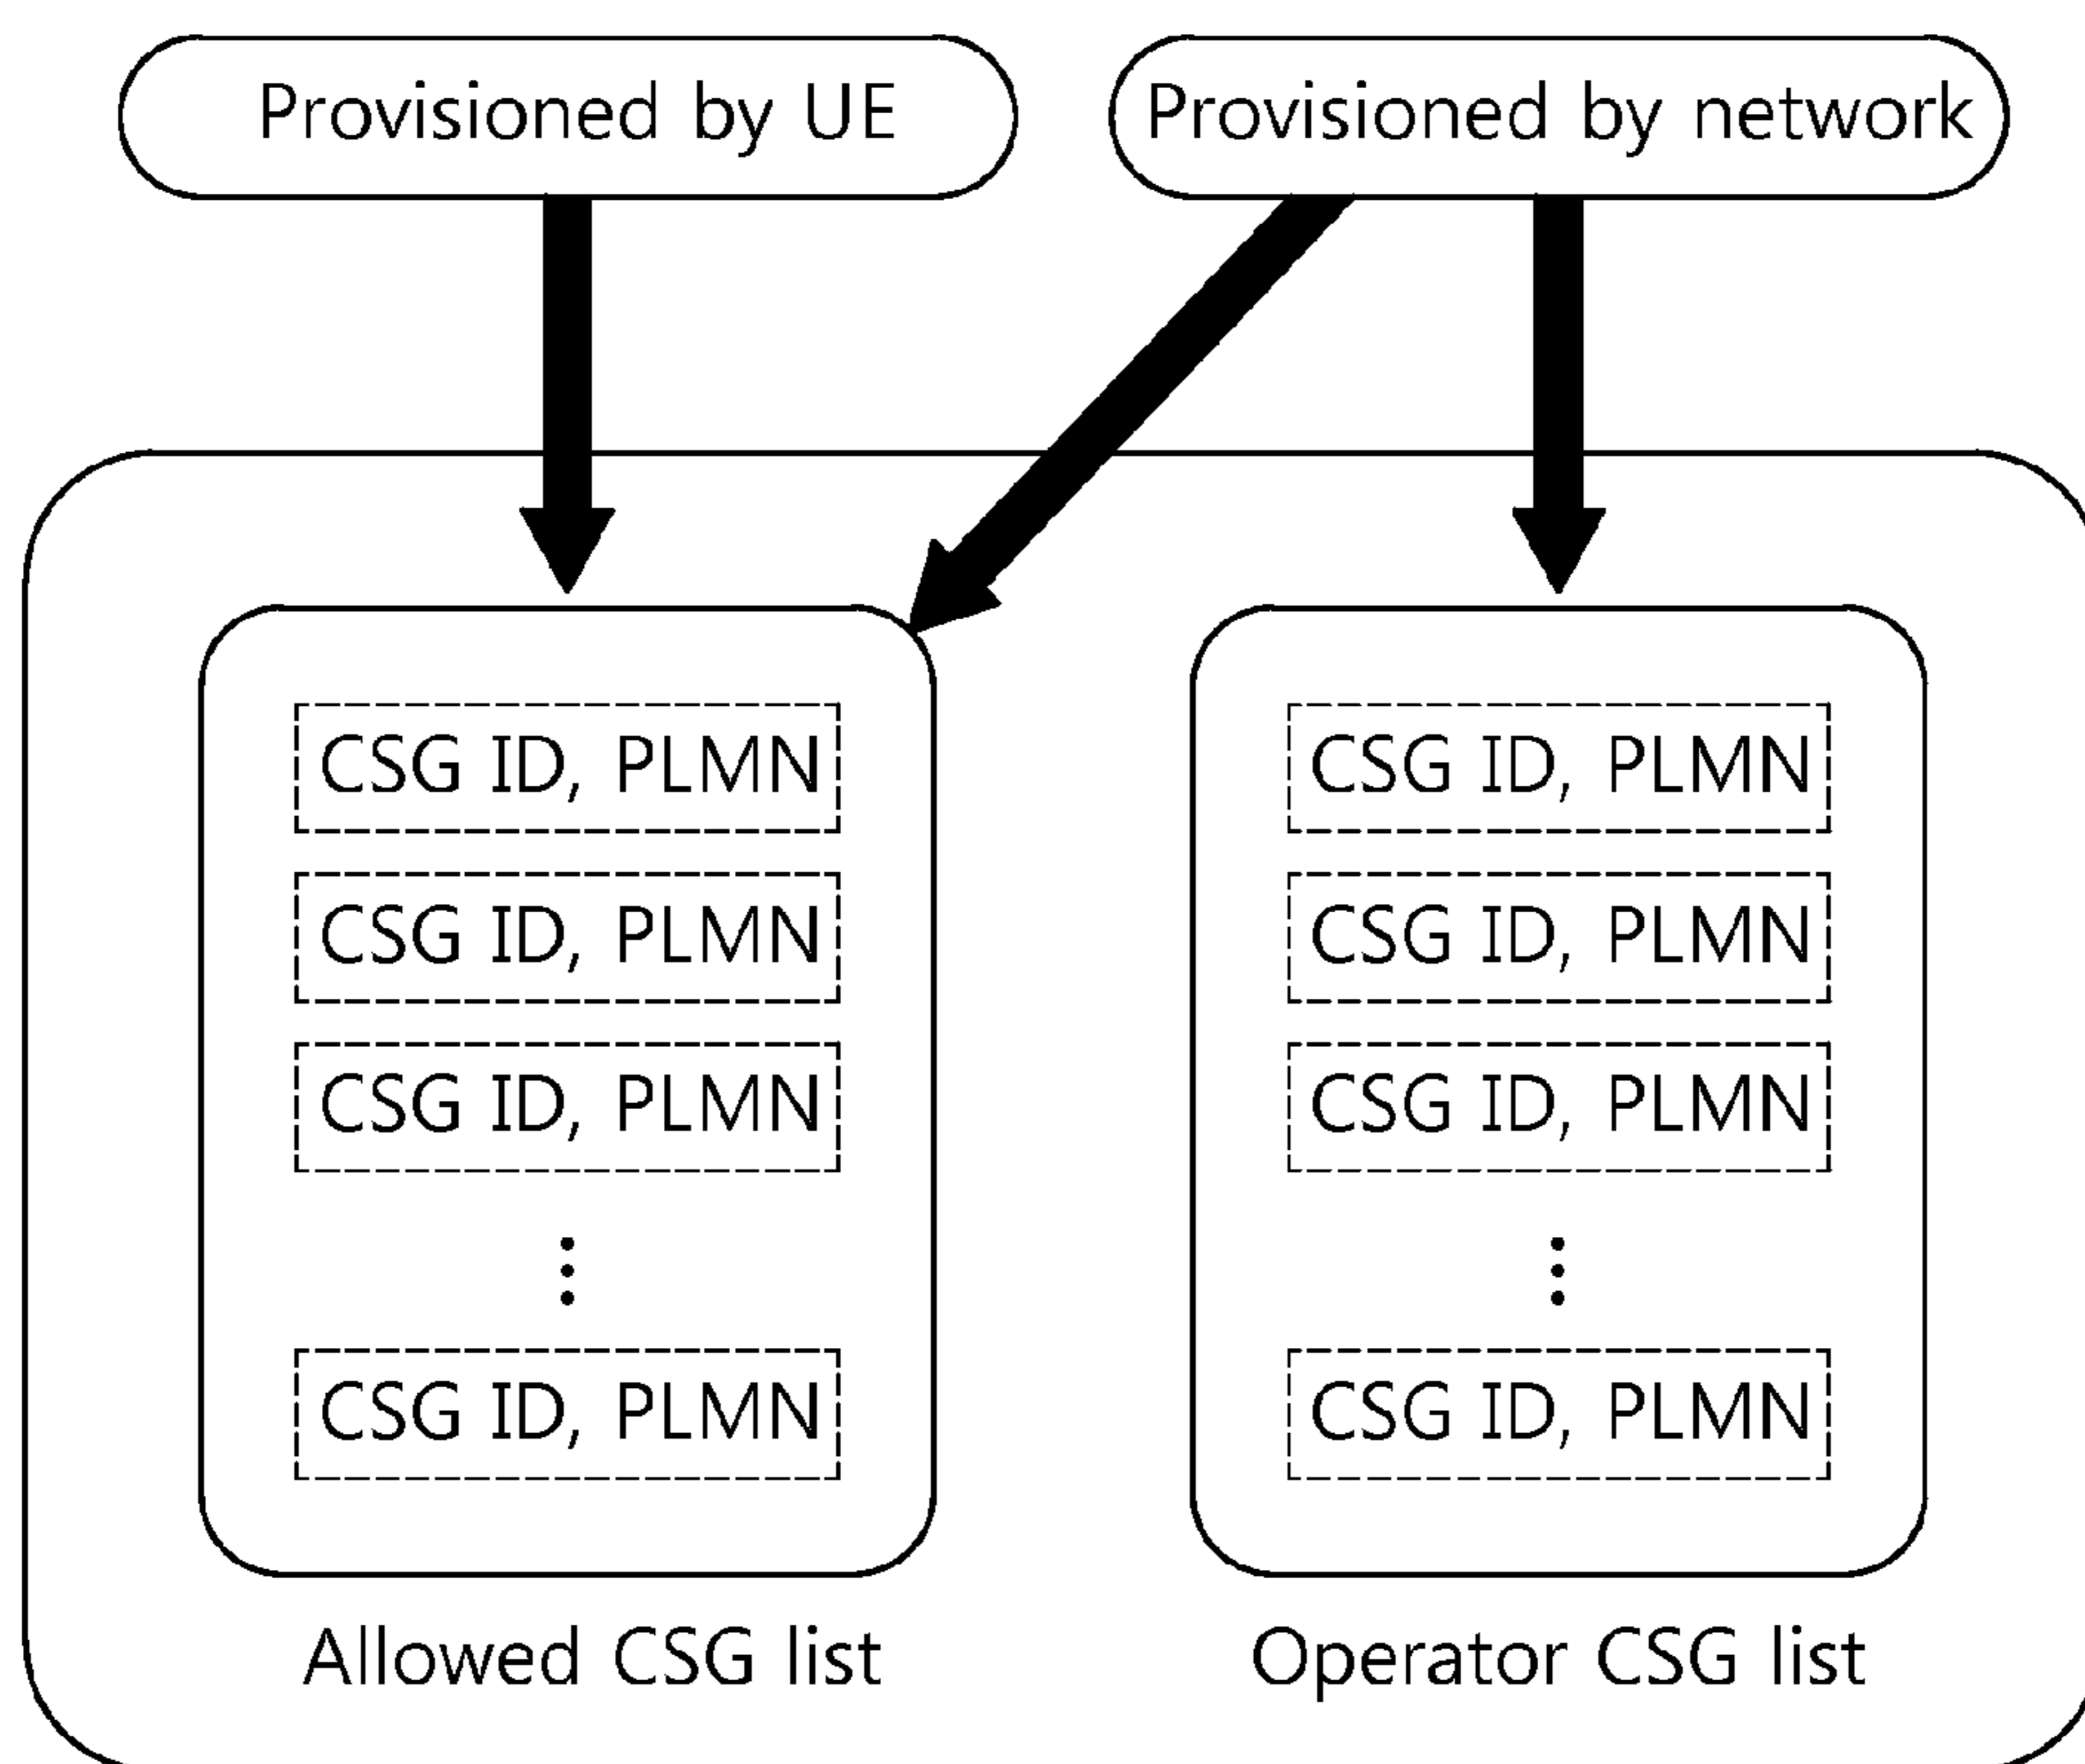 Provisioned by UE
Provisioned by network
CSG ID, PLMN
CSG ID, PLMN
CSG ID, PLMN
CSG ID, PLMN
Allowed CSG list
CSG ID, PLMN
CSG ID, PLMN
CSG ID, PLMN
CSG ID, PLMN
Operator CSG list